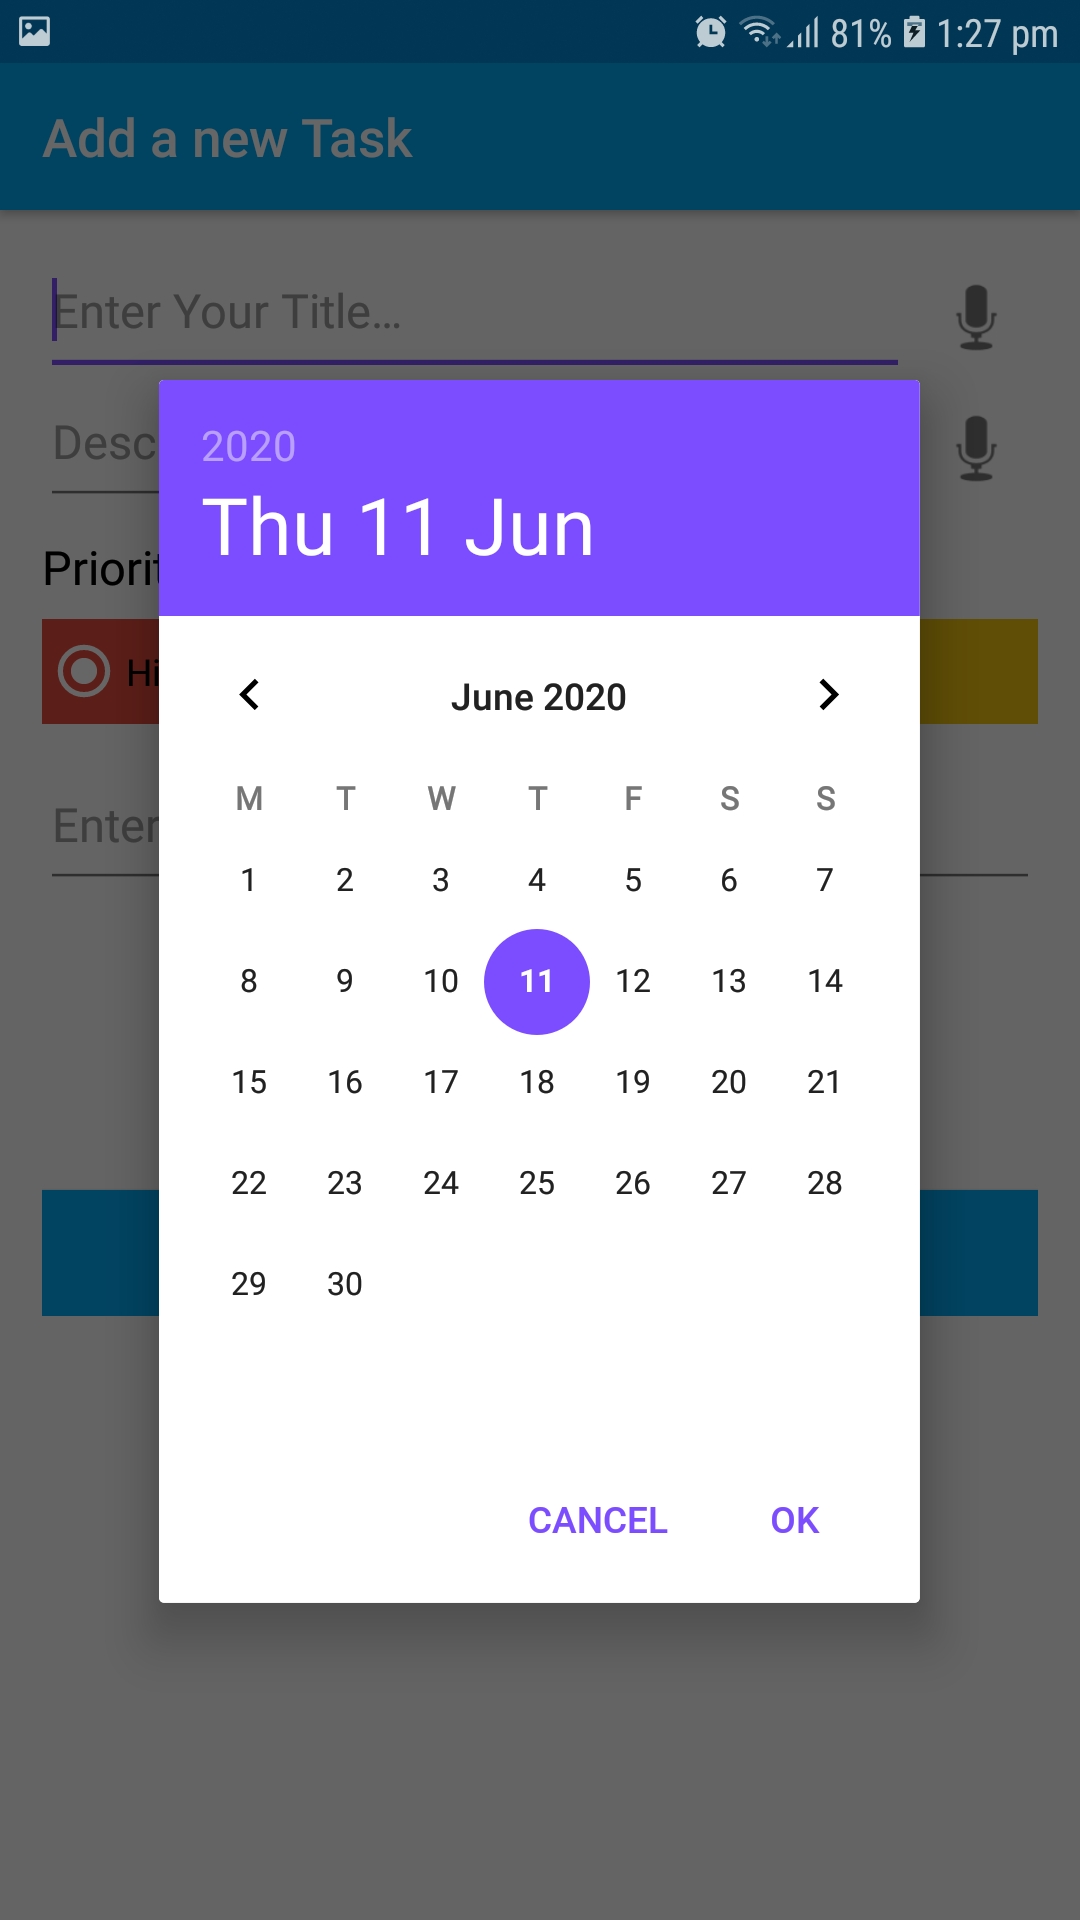 81% 1:27 pm
Add a new Task
Enter Your Title...
Desc
Priorit
Hi
Enter
2020
Thu 11 Jun
June 2020
M T W T F S S
1 2 3 4 5 6 7
8 9 10 11 12 13 14
15 16 17 18 19 20 21
22 23 24 25 26 27 28
29 30
CANCEL OK